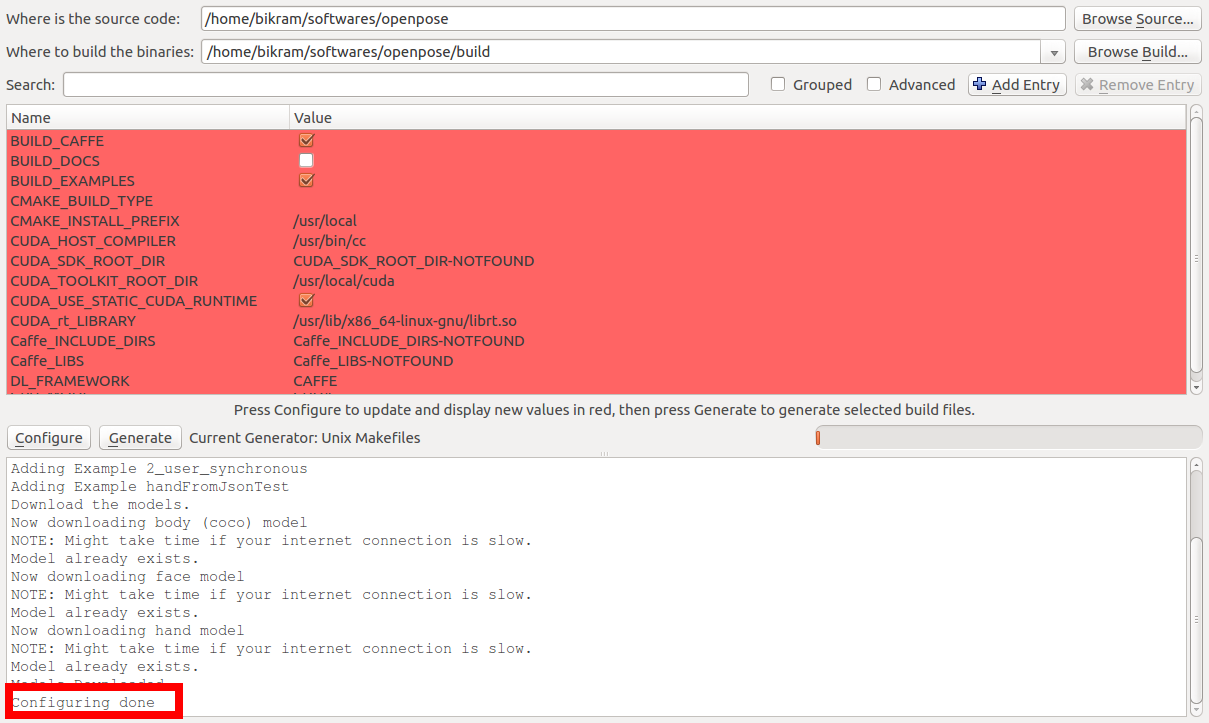 Where is the source code: /home/bikram/softwares/openpose Browse Source...
Where to build the binaries: /home/bikram/softwares/openpose/build Browse Build...
Search: Grouped Advanced Add Entry Remove Entry
Name Value
BUILD_CAFFE
BUILD_DOCS
BUILD_EXAMPLES
CMAKE_BUILD_TYPE
CMAKE_INSTALL_PREFIX /usr/local
CUDA_HOST_COMPILER /usr/bin/cc
CUDA_SDK_ROOT_DIR CUDA_SDK_ROOT_DIR-NOTFOUND
CUDA_TOOLKIT_ROOT_DIR /usr/local/cuda
CUDA_USE_STATIC_CUDA_RUNTIME
CUDA_rt_LIBRARY /usr/lib/x86_64-linux-gnu/librt.so
Caffe_INCLUDE_DIRS Caffe_INCLUDE_DIRS-NOTFOUND
Caffe_LIBS Caffe_LIBS-NOTFOUND
DL_FRAMEWORK CAFFE
Press Configure to update and display new values in red, then press Generate to generate selected build files.
Configure Generate Current Generator: Unix Makefiles
Adding Example 2_user_synchronous
Adding Example handFromJsonTest
Download the models.
Now downloading body (coco) model
NOTE: Might take time if your internet connection is slow.
Model already exists.
Now downloading face model
NOTE: Might take time if your internet connection is slow.
Model already exists.
Now downloading hand model
NOTE: Might take time if your internet connection is slow.
Model already exists.
Models Downloaded.
Configuring done